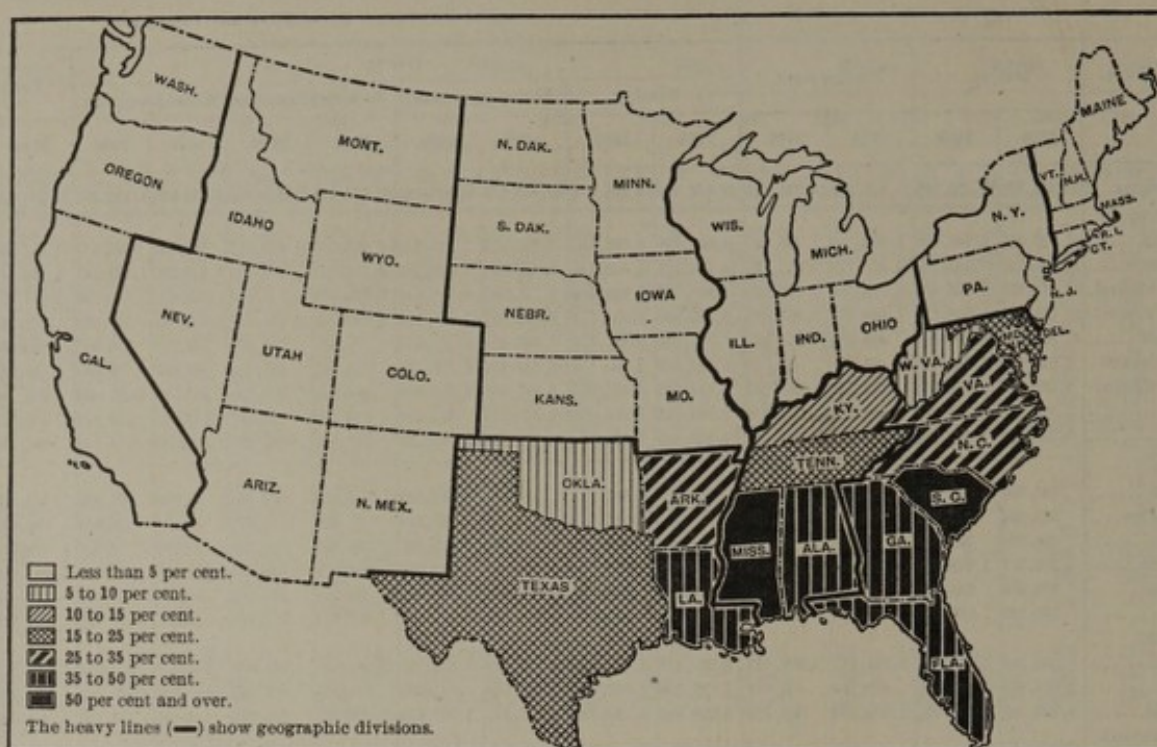 WASH.
OREGON
CAL.
NEV.
IDAHO
MONT.
WYO.
UTAH
COLO.
ARIZ.
N. MEX.
N. DAK.
S. DAK.
NEBR.
KANS.
OKLA.
TEXAS
MINN.
IOWA
MO.
ARK.
LA.
WIS.
ILL.
MICH.
IND.
OHIO
KY.
TENN.
MISS.
ALA.
GA.
FLA.
S. C.
N. C.
VA.
W. VA.
MD.
DEL.
PA.
N. J.
N. Y.
CT.
R. I.
MASS.
VT.
N.H.
MAINE
Less than 5 per cent.
5 to 10 per cent.
10 to 15 per cent.
15 to 25 per cent.
25 to 35 per cent.
35 to 50 per cent.
50 per cent and over.
The heavy lines (━) show geographic divisions.